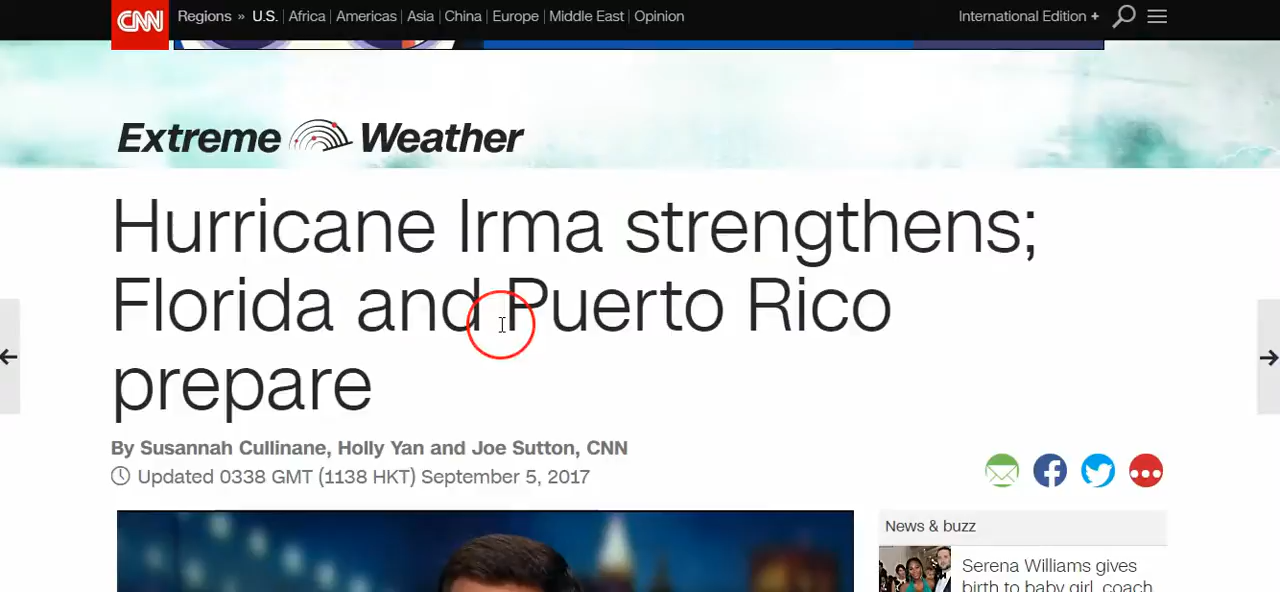 CNN Regions » U.S. Africa Americas Asia China Europe Middle East Opinion International Edition +
Extreme Weather
Hurricane Irma strengthens;
Florida and Puerto Rico
prepare
By Susannah Cullinane, Holly Yan and Joe Sutton, CNN
Updated 0338 GMT (1138 HKT) September 5, 2017
News & buzz
Serena Williams gives
birth to baby girl, coach